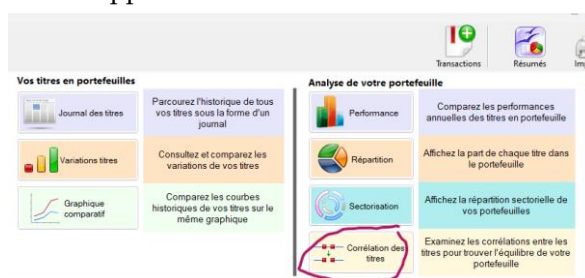 Transactions
Résumés
Vos titres en portefeuilles
Journal des titres
Parcourez l'historique de tous
vos titres sous la forme d'un
journal
Variations titres
Consultez et comparez les
variations de vos titres
Graphique
comparatif
Comparez les courbes
historiques de vos titres sur le
même graphique
Analyse de votre portefeuille
Performance
Comparez les performances
annuelles des titres en portefeuille
Répartition
Affichez la part de chaque titre dans
le portefeuille
Sectorisation
Affichez la répartition sectorielle de
vos portefeuilles
Corrélation des
titres
Examinez les corrélations entre les
titres pour trouver l'équilibre de votre
portefeuille